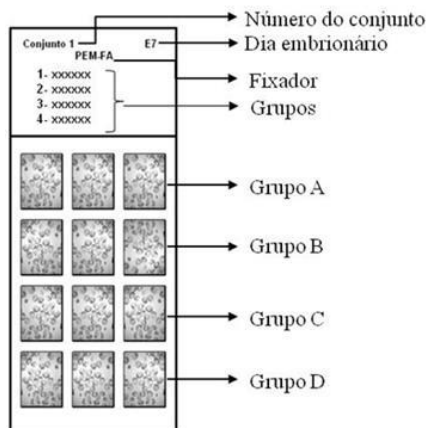 Número do conjunto
Conjunto 1 E7 Dia embrionário
PEM-FA
Fixador
1- xxxxxx
2- xxxxxx
3- xxxxxx
4- xxxxxx
Grupos
Grupo A
Grupo B
Grupo C
Grupo D